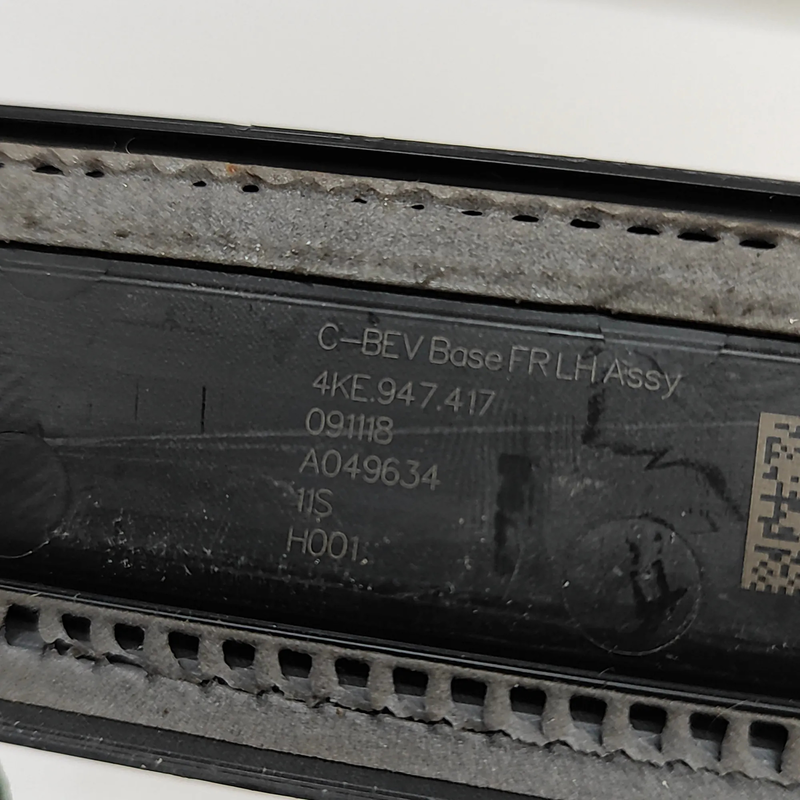 C-BEV Base FR LH Assy
4KE.947.417
091118
A049634
11S
H001